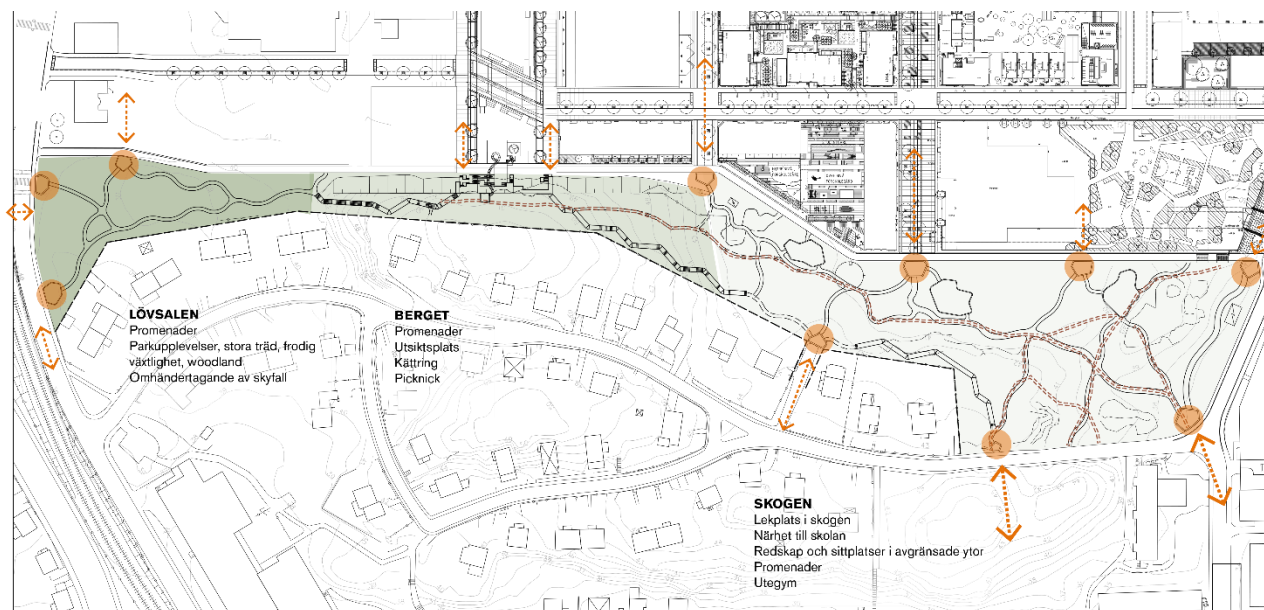 LÖVSALEN
Promenader
Parkupplevelser, stora träd, frodig
växtlighet, woodland
Omhändertagande av skyfall
BERGET
Promenader
Utsiktsplats
Kättring
Picknick
SKOGEN
Lekplats i skogen
Närhet till skolan
Redskap och sittplatser i avgränsade ytor
Promenader
Utegym